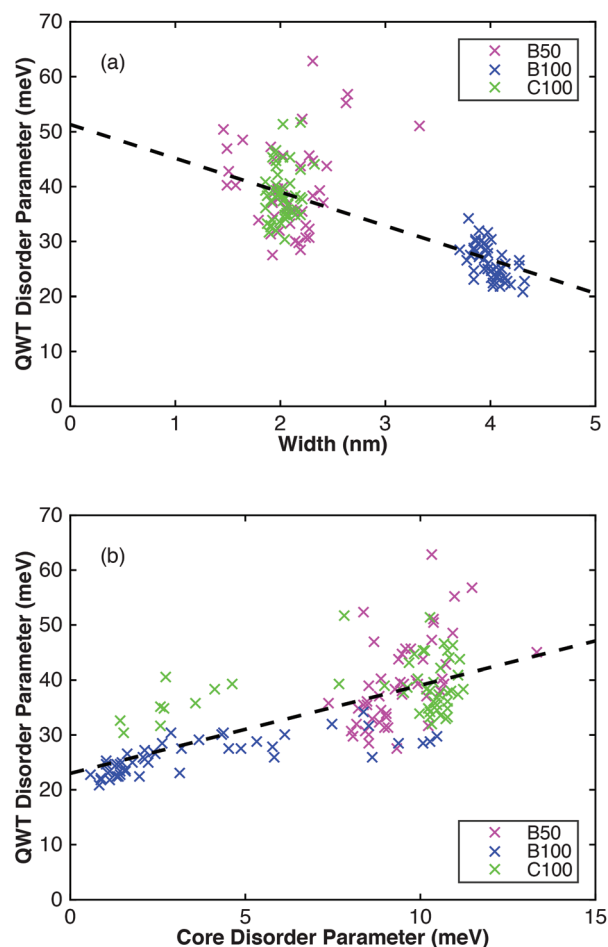 70
(a)
B50
B100
C100
60
50
40
30
20
10
0
QWT Disorder Parameter (meV)
0 1 2 3 4 5
Width (nm)
70
(b)
60
50
40
30
20
10
0
QWT Disorder Parameter (meV)
B50
B100
C100
0 5 10 15
Core Disorder Parameter (meV)